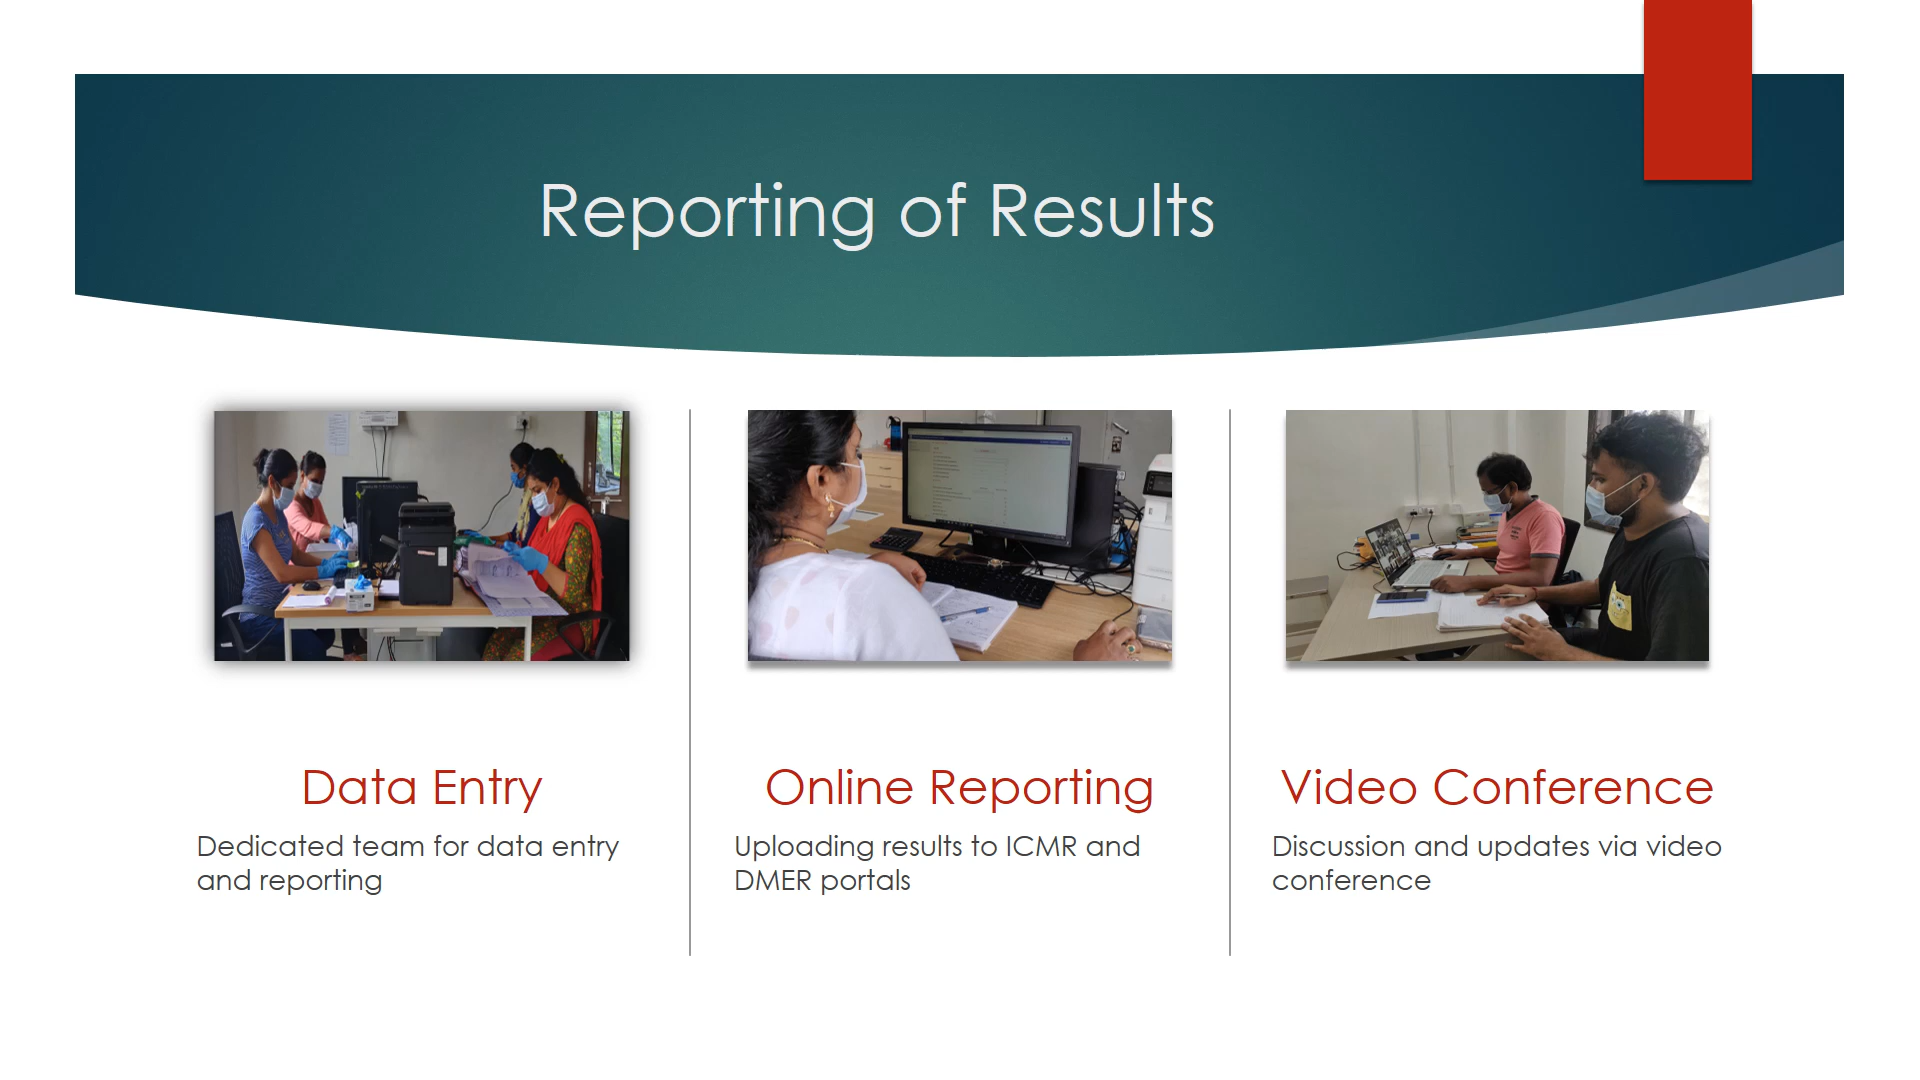 Reporting of Results
Data Entry
Dedicated team for data entry
and reporting
Online Reporting
Uploading results to ICMR and
DMER portals
Video Conference
Discussion and updates via video
conference